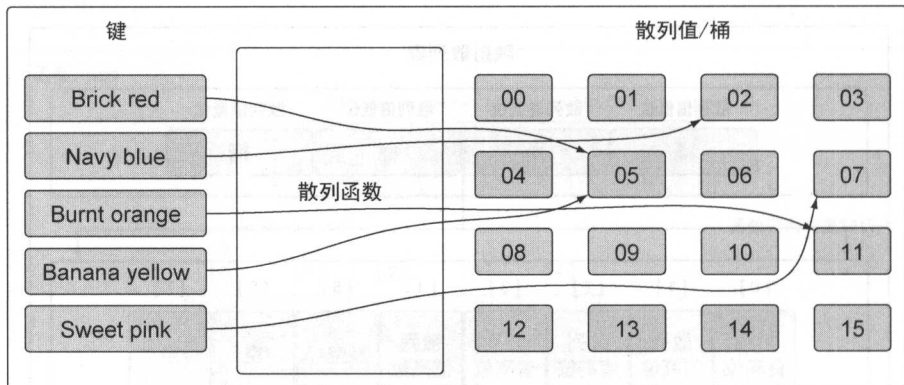 键
散列值/桶
Brick red
Navy blue
Burnt orange
Banana yellow
Sweet pink
散列函数
00 01 02 03
04 05 06 07
08 09 10 11
12 13 14 15